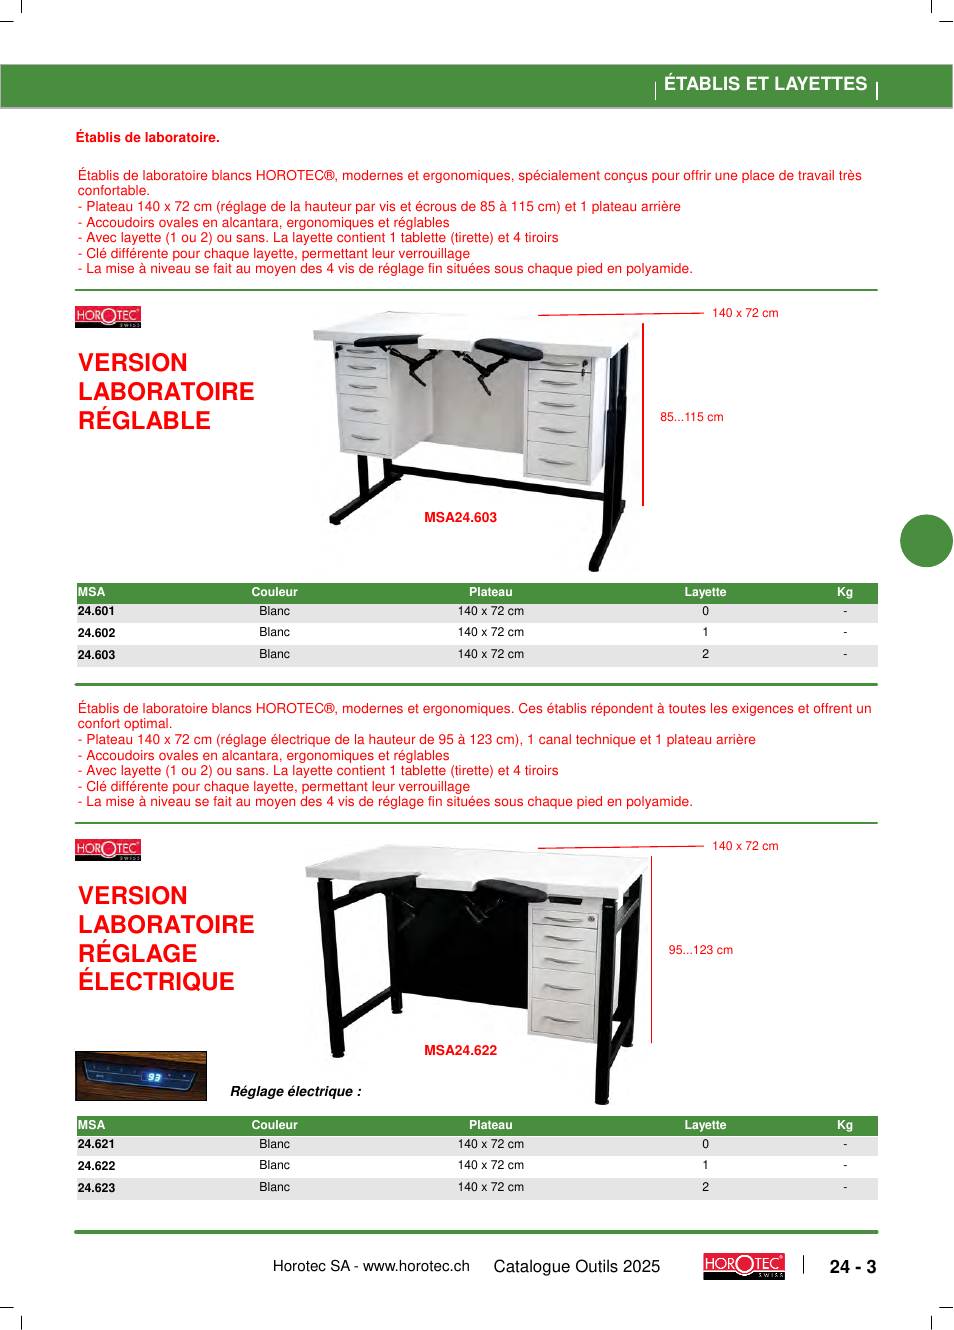 ÉTABLIS ET LAYETTES
Établis de laboratoire.
Établis de laboratoire blancs HOROTEC®, modernes et ergonomiques, spécialement conçus pour offrir une place de travail très
confortable.
- Plateau 140 x 72 cm (réglage de la hauteur par vis et écrous de 85 à 115 cm) et 1 plateau arrière
- Accoudoirs ovales en alcantara, ergonomiques et réglables
- Avec layette (1 ou 2) ou sans. La layette contient 1 tablette (tirette) et 4 tiroirs
- Clé différente pour chaque layette, permettant leur verrouillage
- La mise à niveau se fait au moyen des 4 vis de réglage fin situées sous chaque pied en polyamide.
HOROTEC®
SWISS
140 x 72 cm
VERSION
LABORATOIRE
RÉGLABLE
85...115 cm
MSA24.603
MSA Couleur Plateau Layette Kg
24.601 Blanc 140 x 72 cm 0 -
24.602 Blanc 140 x 72 cm 1 -
24.603 Blanc 140 x 72 cm 2 -
Établis de laboratoire blancs HOROTEC®, modernes et ergonomiques. Ces établis répondent à toutes les exigences et offrent un
confort optimal.
- Plateau 140 x 72 cm (réglage électrique de la hauteur de 95 à 123 cm), 1 canal technique et 1 plateau arrière
- Accoudoirs ovales en alcantara, ergonomiques et réglables
- Avec layette (1 ou 2) ou sans. La layette contient 1 tablette (tirette) et 4 tiroirs
- Clé différente pour chaque layette, permettant leur verrouillage
- La mise à niveau se fait au moyen des 4 vis de réglage fin situées sous chaque pied en polyamide.
HOROTEC®
SWISS
140 x 72 cm
VERSION
LABORATOIRE
RÉGLAGE
ÉLECTRIQUE
95...123 cm
MSA24.622
93
Réglage électrique :
MSA Couleur Plateau Layette Kg
24.621 Blanc 140 x 72 cm 0 -
24.622 Blanc 140 x 72 cm 1 -
24.623 Blanc 140 x 72 cm 2 -
Horotec SA - www.horotec.ch Catalogue Outils 2025 HOROTEC® SWISS 24 - 3